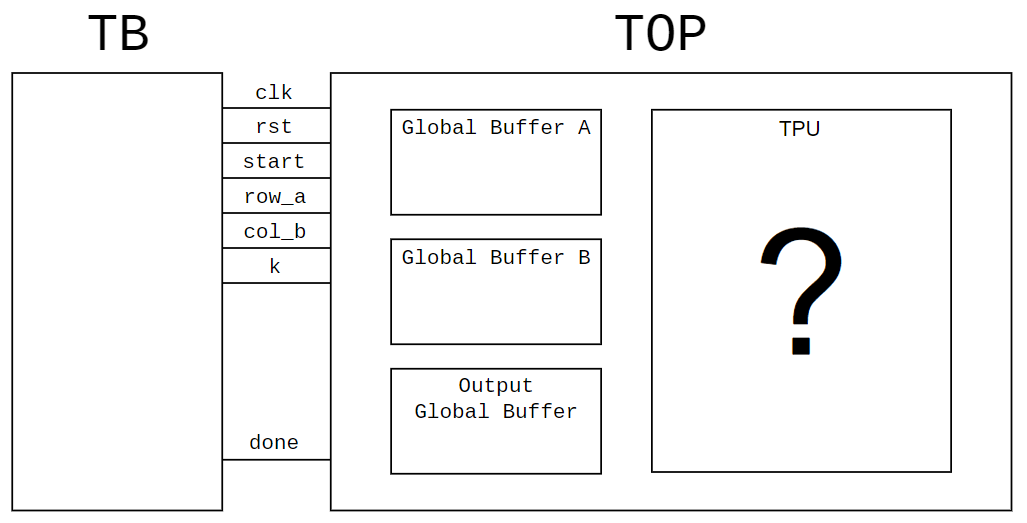 TB
TOP
clk
rst
start
row_a
col_b
k
done
Global Buffer A
Global Buffer B
Output
Global Buffer
TPU
?